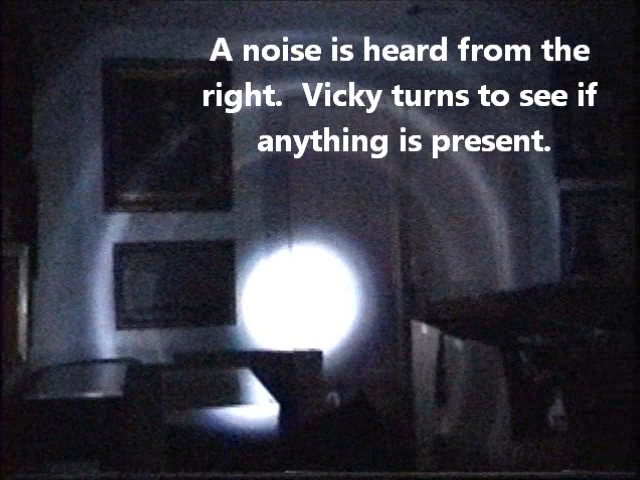 A noise is heard from the
right.  Vicky turns to see if
anything is present.